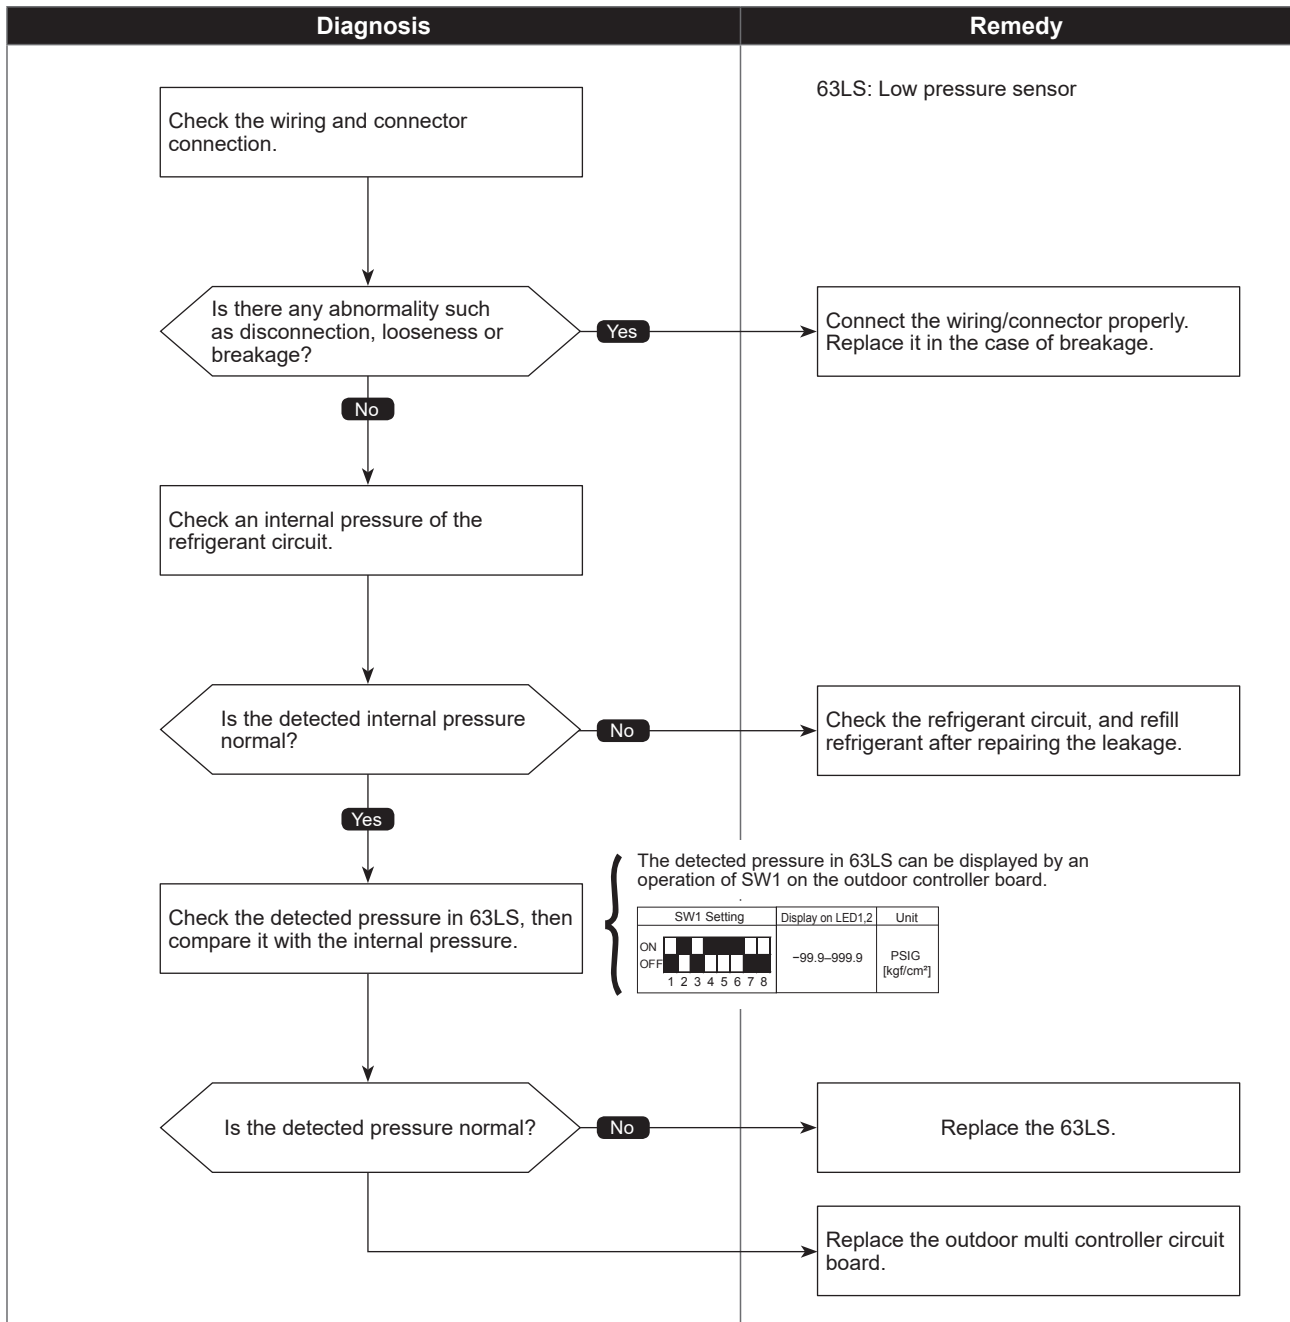 Diagnosis
Remedy
63LS: Low pressure sensor
Check the wiring and connector
connection.
Is there any abnormality such
as disconnection, looseness or
breakage?
Yes
Connect the wiring/connector properly.
Replace it in the case of breakage.
No
Check an internal pressure of the
refrigerant circuit.
Is the detected internal pressure
normal?
No
Check the refrigerant circuit, and refill
refrigerant after repairing the leakage.
Yes
The detected pressure in 63LS can be displayed by an
operation of SW1 on the outdoor controller board.
Check the detected pressure in 63LS, then
compare it with the internal pressure.
SW1 Setting
Display on LED1,2
Unit
ON
OFF
1 2 3 4 5 6 7 8
−99.9–999.9
PSIG
[kgf/cm²]
Is the detected pressure normal?
No
Replace the 63LS.
Replace the outdoor multi controller circuit
board.